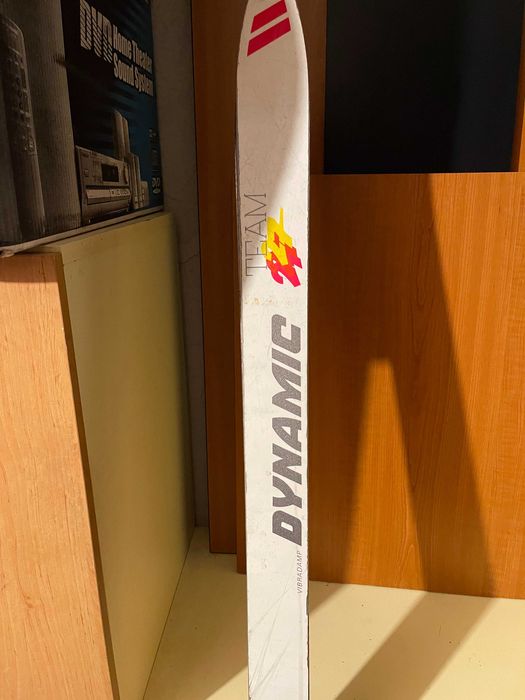 DVD Home Theater
Sound System
TEAM
DYNAMIC
VIBRADAMP